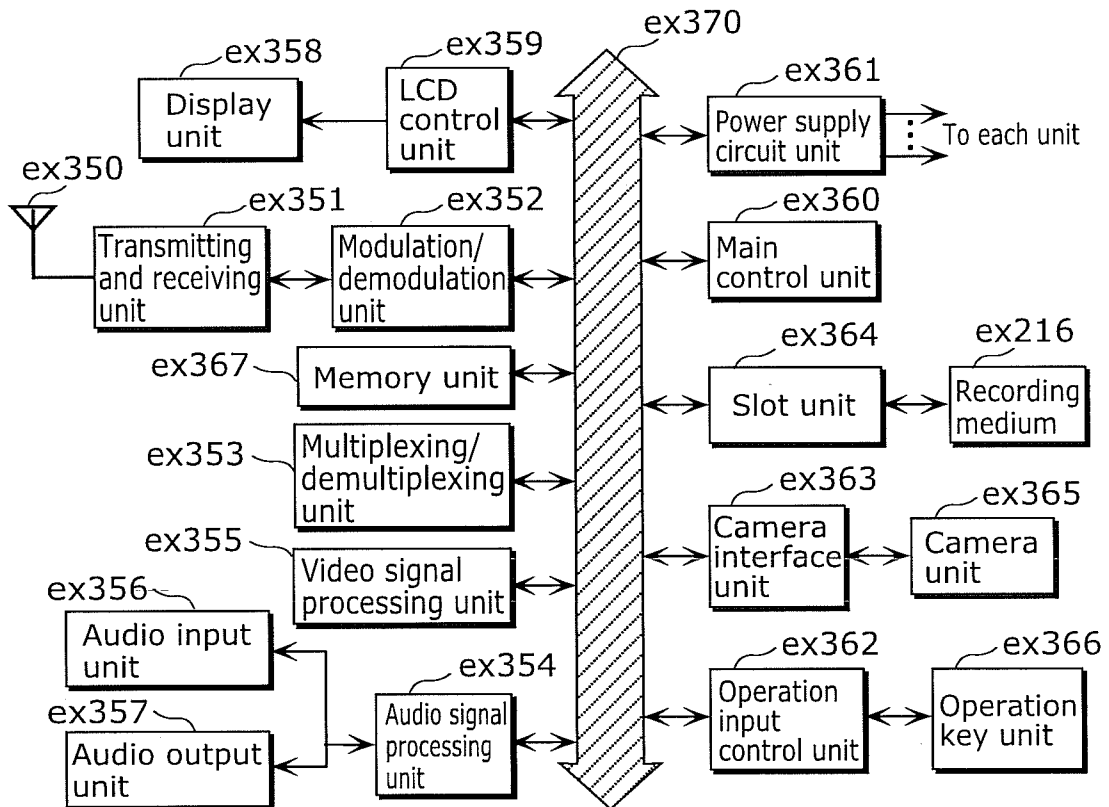 ex370
ex358
ex359
ex361
Display
unit
LCD
control
unit
Power supply
circuit unit
To each unit
ex350
ex351
ex352
ex360
Transmitting
and receiving
unit
Modulation/
demodulation
unit
Main
control unit
ex367
Memory unit
ex364
ex216
Slot unit
Recording
medium
ex353
Multiplexing/
demultiplexing
unit
ex363
ex365
Camera
interface
unit
Camera
unit
ex355
Video signal
processing unit
ex356
Audio input
unit
ex354
ex362
ex366
Audio signal
processing
unit
Operation
input
control unit
Operation
key unit
ex357
Audio output
unit